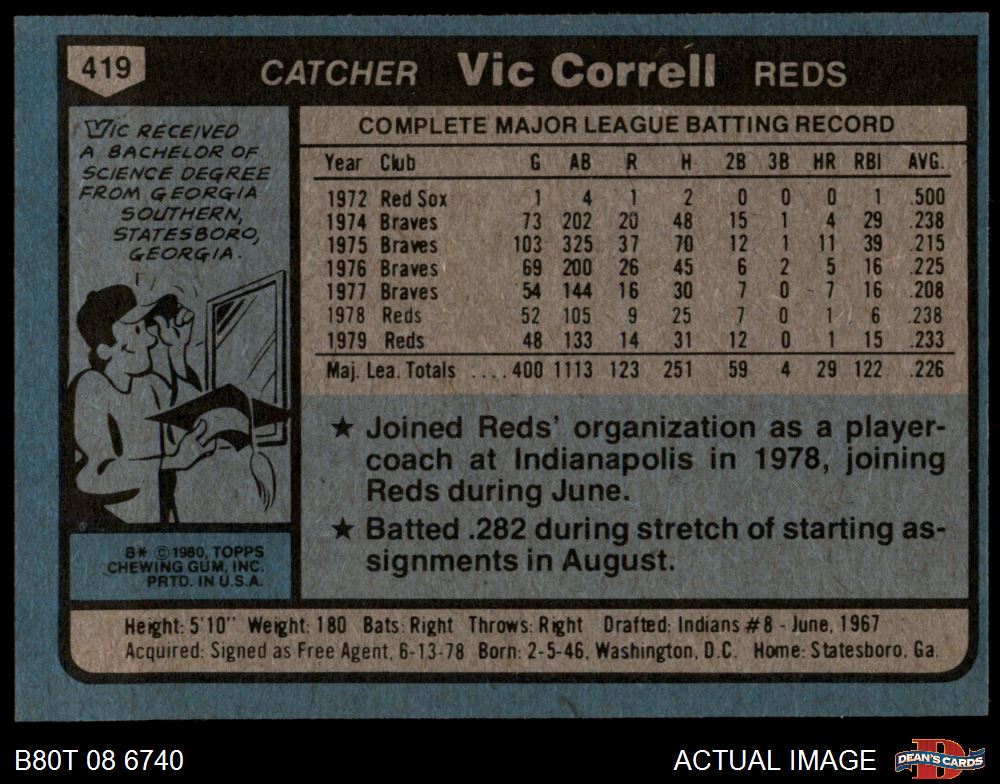 419 CATCHER Vic Correll REDS
VIC RECEIVED
A BACHELOR OF
SCIENCE DEGREE
FROM GEORGIA
SOUTHERN,
STATESBORO,
GEORGIA.
COMPLETE MAJOR LEAGUE BATTING RECORD
Year Club G AB R H 2B 3B HR RBI AVG.
1972 Red Sox 1 4 1 2 0 0 0 1 .500
1974 Braves 73 202 20 48 15 1 4 29 .238
1975 Braves 103 325 37 70 12 1 11 39 .215
1976 Braves 69 200 26 45 6 2 5 16 .225
1977 Braves 54 144 16 30 7 0 7 16 .208
1978 Reds 52 105 9 25 7 0 1 6 .238
1979 Reds 48 133 14 31 12 0 1 15 .233
Maj. Lea. Totals ....400 1113 123 251 59 4 29 122 .226
★ Joined Reds' organization as a player-
coach at Indianapolis in 1978, joining
Reds during June.
★ Batted .282 during stretch of starting as-
signments in August.
B* © 1980, TOPPS
CHEWING GUM, INC.
PRTD. IN U.S.A.
Height: 5'10" Weight: 180 Bats: Right Throws: Right Drafted: Indians #8 - June, 1967
Acquired: Signed as Free Agent, 6-13-78 Born: 2-5-46, Washington, D.C. Home: Statesboro, Ga.
B80T 08 6740
ACTUAL IMAGE
D
DEAN'S CARDS